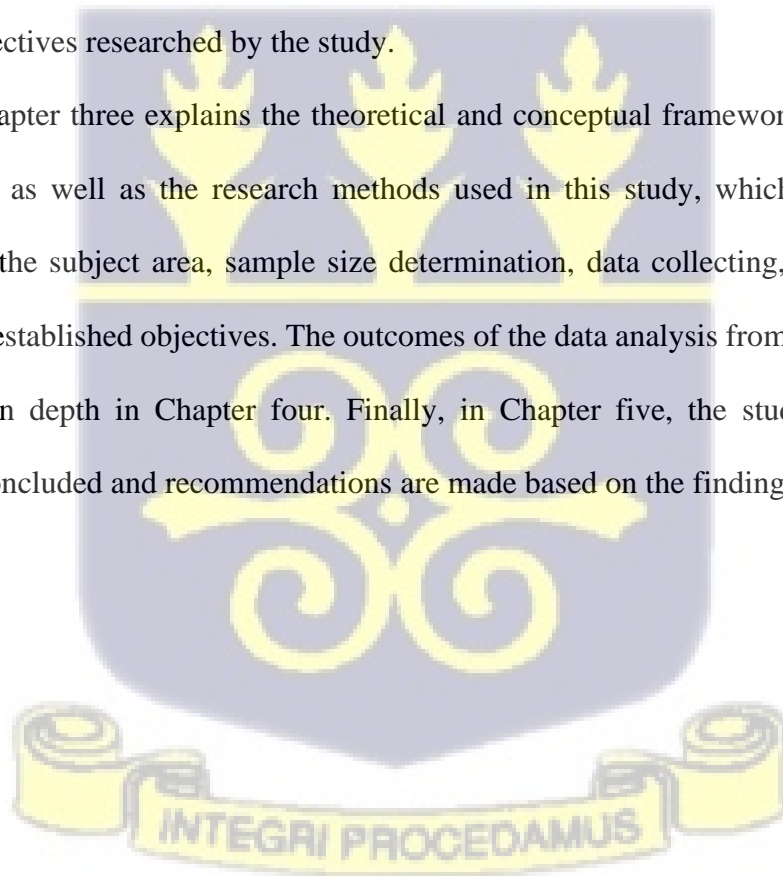 ectives researched by the study.
apter three explains the theoretical and conceptual framewor
as well as the research methods used in this study, which
the subject area, sample size determination, data collecting,
established objectives. The outcomes of the data analysis from
n depth in Chapter four. Finally, in Chapter five, the stu
oncluded and recommendations are made based on the finding
INTEGRI PROCEDAMUS